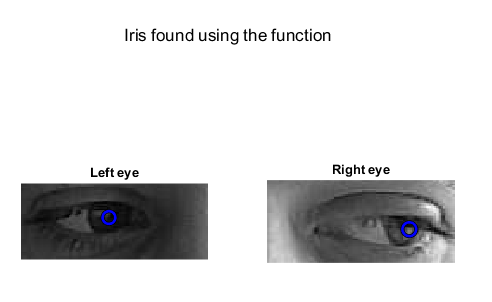 Iris found using the function
Left eye
Right eye